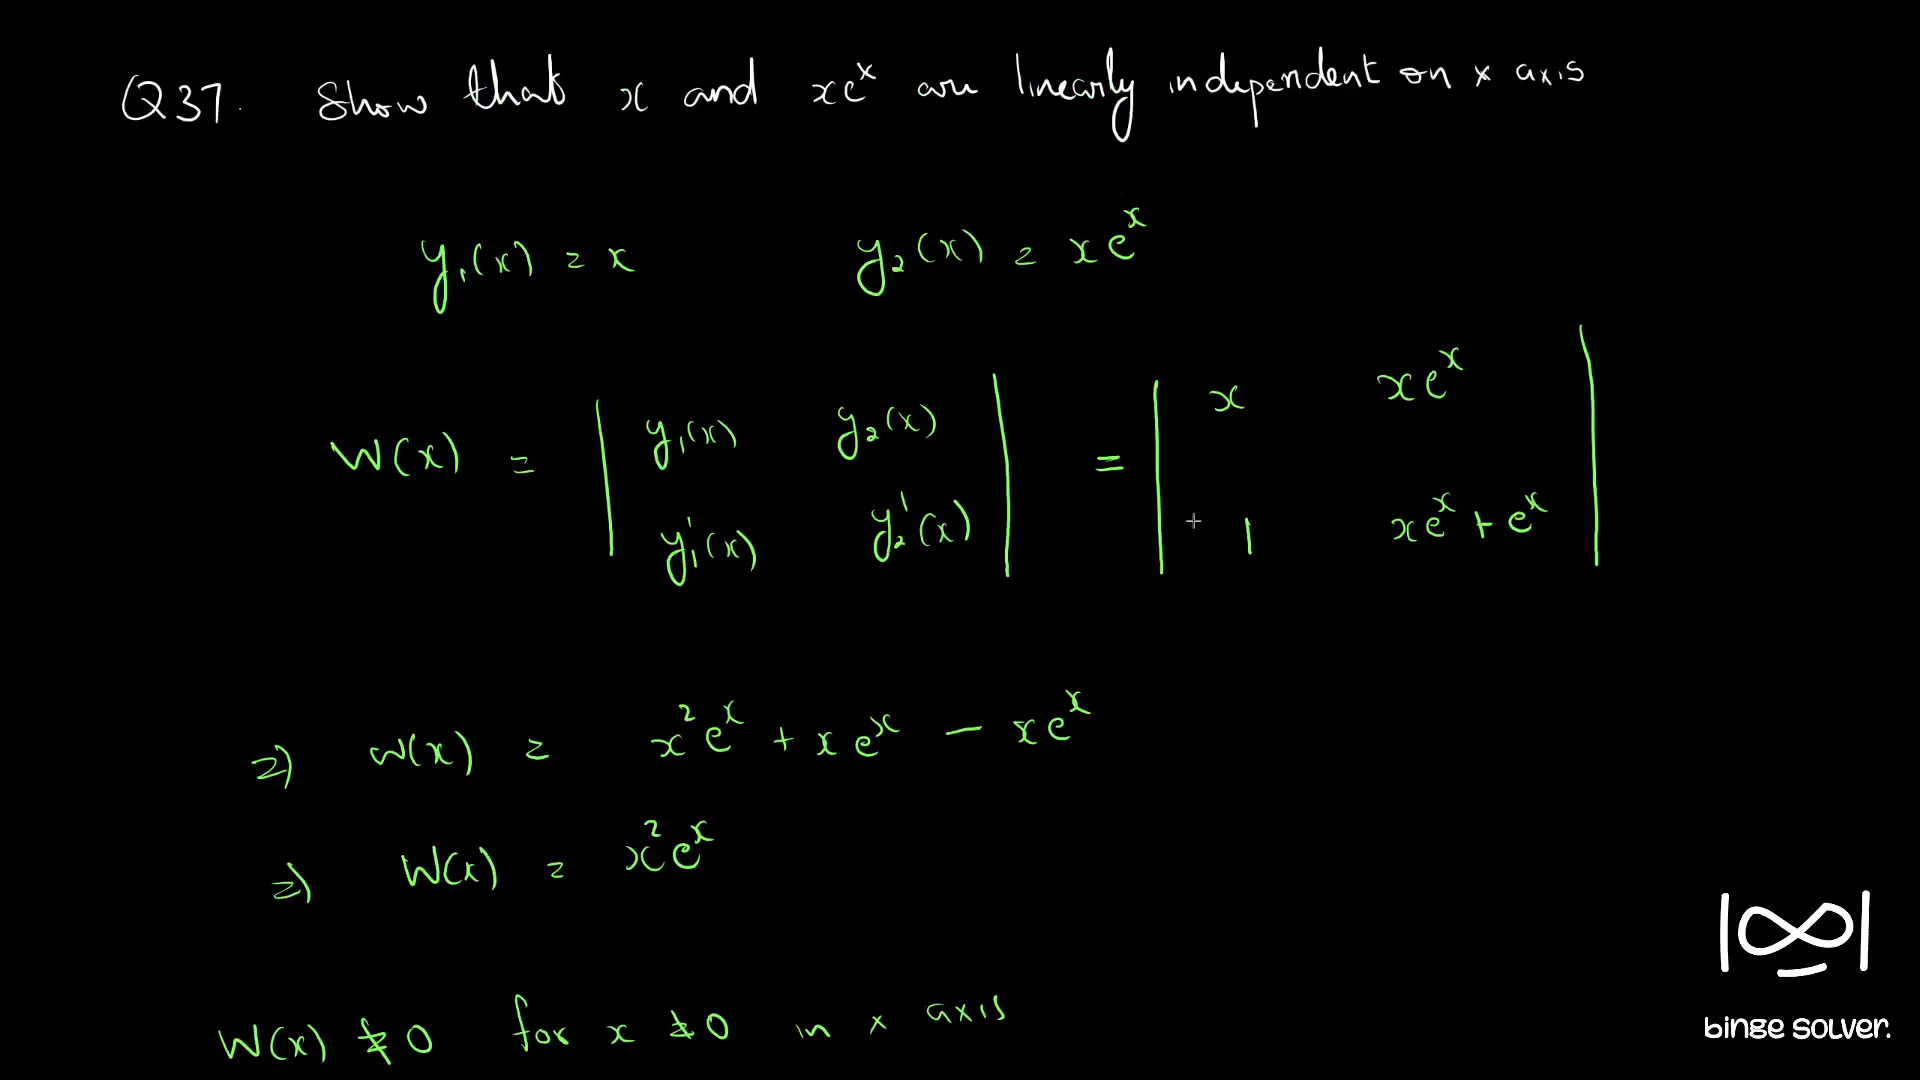 Q37. Show that x and xe^x are linearly independent on x axis
y₁(x) = x    y₂(x) = xe^x
W(x) = | y₁(x)  y₂(x) | = | x  xe^x |
| y₁'(x)  y₂'(x) |   | 1  xe^x + e^x |
⇒) W(x) = x²e^x + xe^x − xe^x
⇒) W(x) = x²e^x
W(x) ≠ 0 for x ≠ 0 in x axis
binge solver.